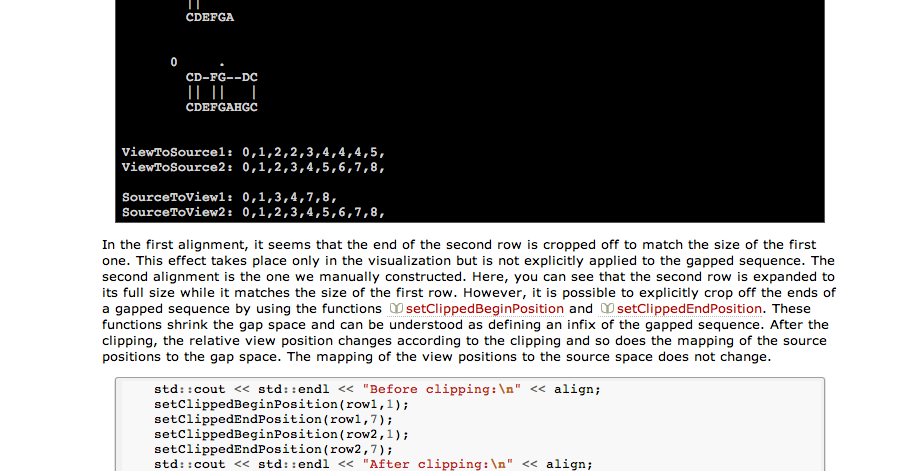 CDEFGA
0 .
CD-FG--DC
|| || |
CDEFGAHGC
ViewToSource1: 0,1,2,2,3,4,4,4,5,
ViewToSource2: 0,1,2,3,4,5,6,7,8,
SourceToView1: 0,1,3,4,7,8,
SourceToView2: 0,1,2,3,4,5,6,7,8,
In the first alignment, it seems that the end of the second row is cropped off to match the size of the first
one. This effect takes place only in the visualization but is not explicitly applied to the gapped sequence. The
second alignment is the one we manually constructed. Here, you can see that the second row is expanded to
its full size while it matches the size of the first row. However, it is possible to explicitly crop off the ends of
a gapped sequence by using the functions setClippedBeginPosition and setClippedEndPosition. These
functions shrink the gap space and can be understood as defining an infix of the gapped sequence. After the
clipping, the relative view position changes according to the clipping and so does the mapping of the source
positions to the gap space. The mapping of the view positions to the source space does not change.
std::cout << std::endl << "Before clipping:\n" << align;
setClippedBeginPosition(row1,1);
setClippedEndPosition(row1,7);
setClippedBeginPosition(row2,1);
setClippedEndPosition(row2,7);
std::cout << std::endl << "After clipping:\n" << align;